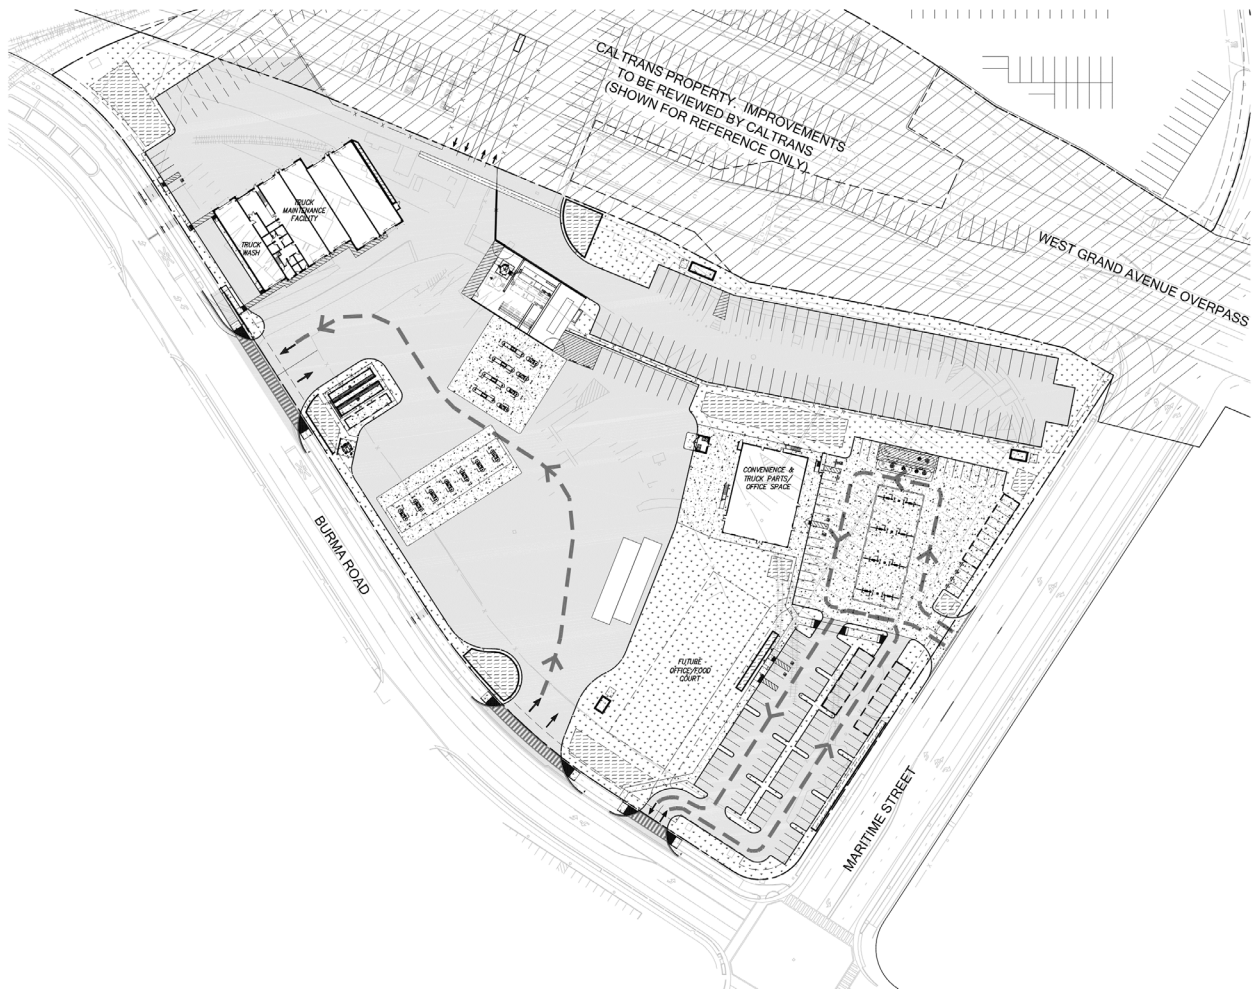 CALTRANS PROPERTY. IMPROVEMENTS
TO BE REVIEWED BY CALTRANS
(SHOWN FOR REFERENCE ONLY)
WEST GRAND AVENUE OVERPASS
TRUCK
MAINTENANCE
FACILITY
TRUCK
WASH
CONVENIENCE &
TRUCK PARTS/
OFFICE SPACE
BURMA ROAD
FUTURE
OFFICE/FOOD
COURT
MARITIME STREET